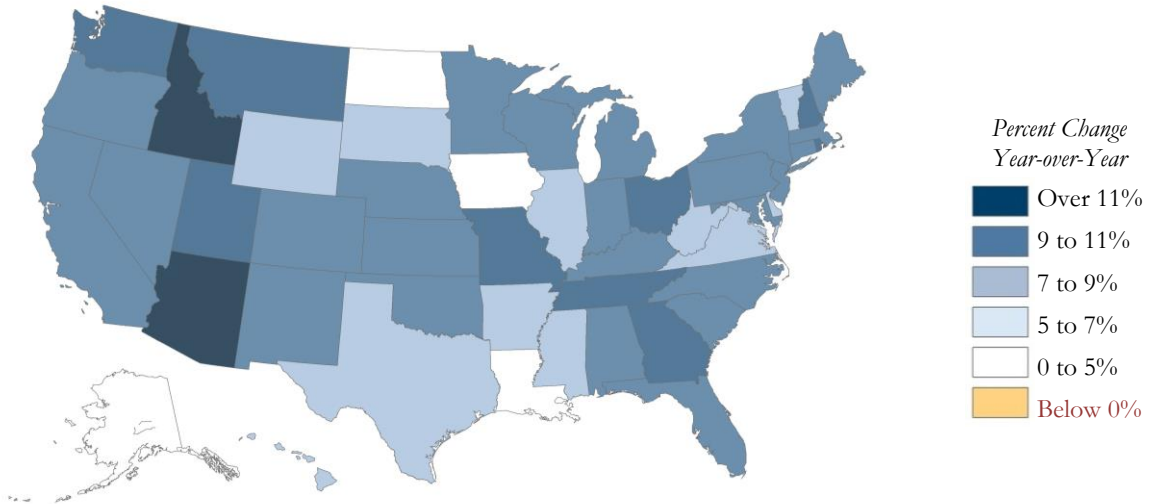 Percent Change
Year-over-Year
Over 11%
9 to 11%
7 to 9%
5 to 7%
0 to 5%
Below 0%